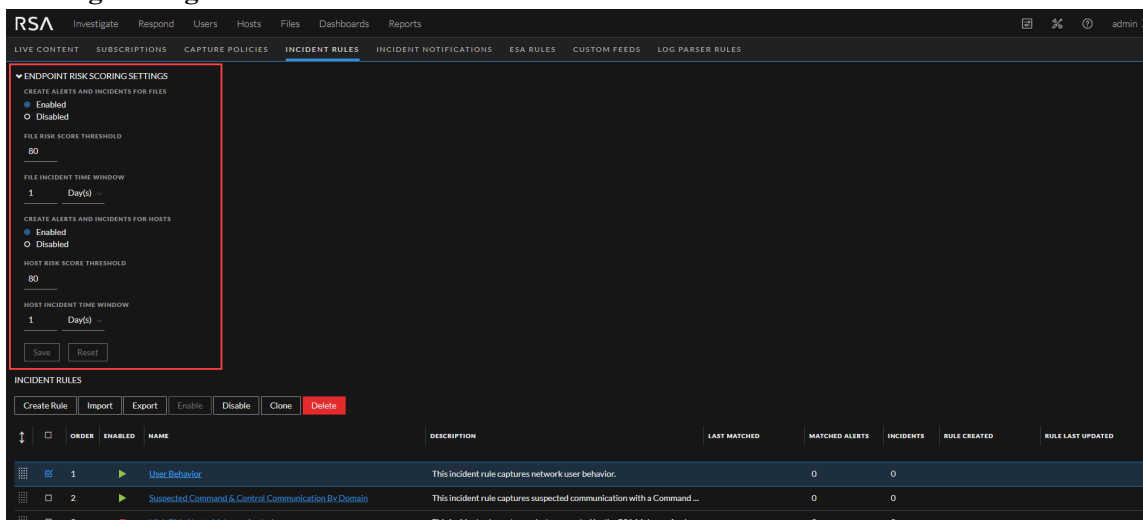 RSA Investigate Respond Users Hosts Files Dashboards Reports admin
LIVE CONTENT SUBSCRIPTIONS CAPTURE POLICIES INCIDENT RULES INCIDENT NOTIFICATIONS ESA RULES CUSTOM FEEDS LOG PARSER RULES
ENDPOINT RISK SCORING SETTINGS
CREATE ALERTS AND INCIDENTS FOR FILES
Enabled
Disabled
FILE RISK SCORE THRESHOLD
80
FILE INCIDENT TIME WINDOW
1 Day(s)
CREATE ALERTS AND INCIDENTS FOR HOSTS
Enabled
Disabled
HOST RISK SCORE THRESHOLD
80
HOST INCIDENT TIME WINDOW
1 Day(s)
Save Reset
INCIDENT RULES
Create Rule Import Export Enable Disable Clone Delete
ORDER ENABLED NAME DESCRIPTION LAST MATCHED MATCHED ALERTS INCIDENTS RULE CREATED RULE LAST UPDATED
1 User Behavior This incident rule captures network user behavior. 0 0
2 Suspected Command & Control Communication By Domain This incident rule captures suspected communication with a Command ... 0 0